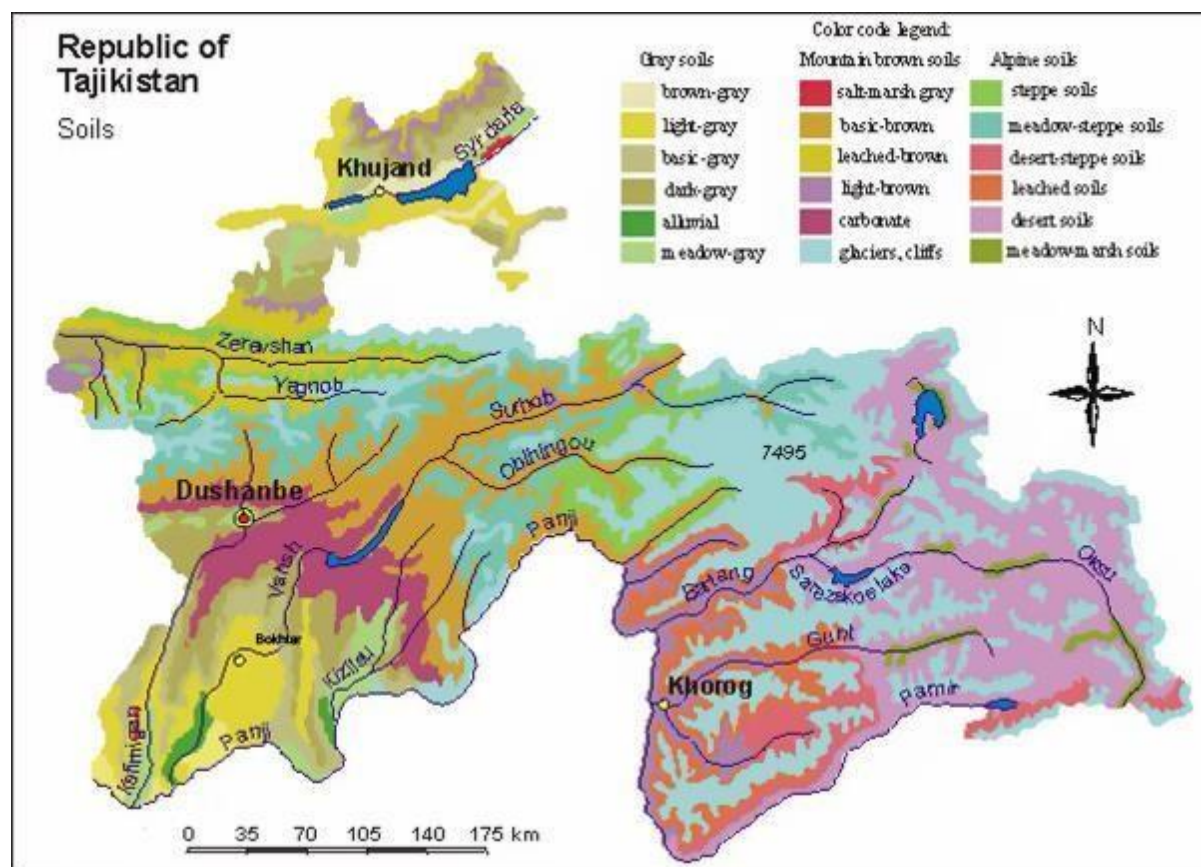 Republic of
Tajikistan
Soils
Color code legend:
Gray soils
brown-gray
light-gray
basic-gray
dark-gray
alluvial
meadow-gray
Mountain brown soils
salt-marsh gray
basic-brown
leached-brown
light-brown
carbonate
glaciers, cliffs
Alpine soils
steppe soils
meadow-steppe soils
desert-steppe soils
leached soils
desert soils
meadow-marsh soils
Syrdaria
Khujand
N
Zeravshan
Yagnob
Surhob
Obihingou
7495
Dushanbe
Panji
Vahsh
Bartang
Sarezskoe lake
Oksu
Bokhtar
Kizilsu
Gunt
Khorog
Pamir
Kafirnigan
Panji
0 35 70 105 140 175 km